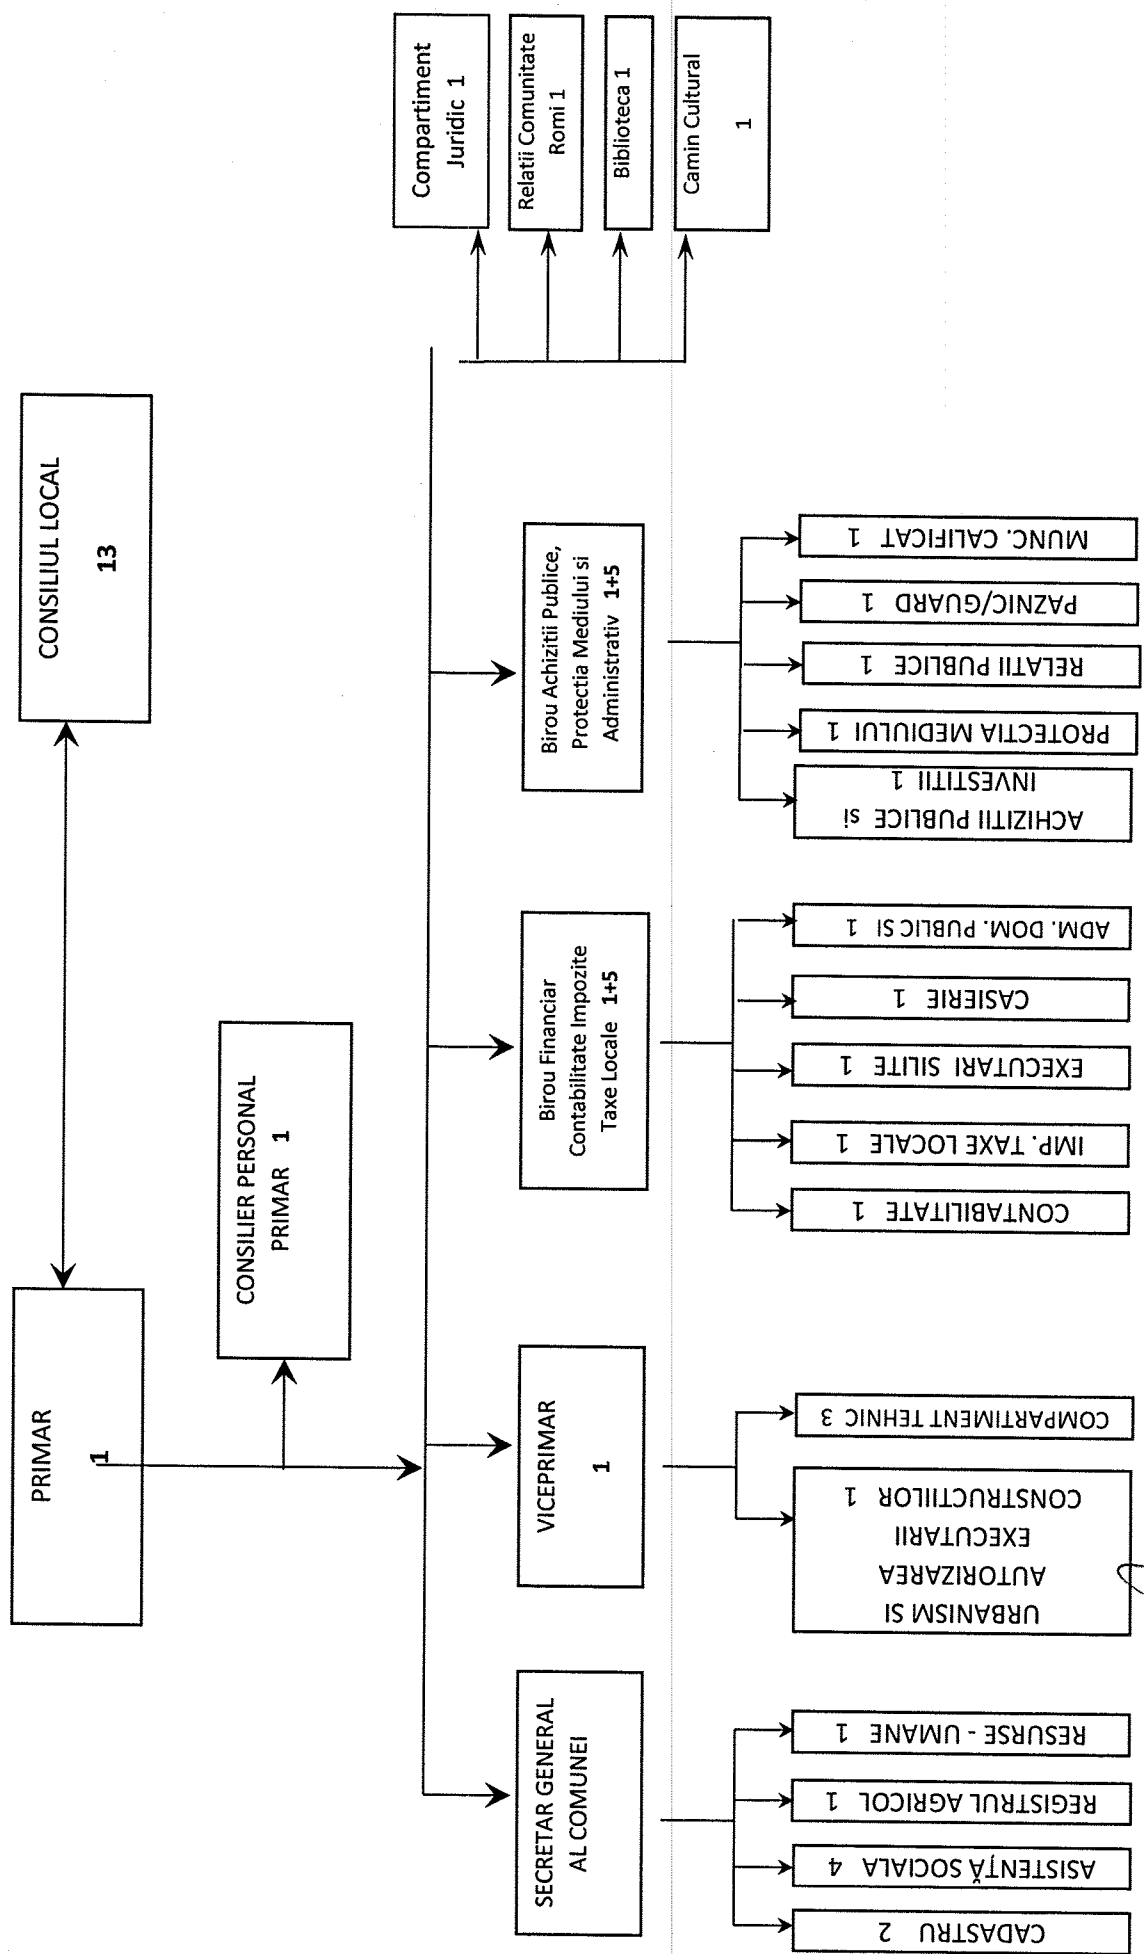 PRIMAR
1
CONSILIUL LOCAL
13
CONSILIER PERSONAL
PRIMAR 1
SECRETAR GENERAL
AL COMUNEI
VICEPRIMAR
1
Birou Financiar
Contabilitate Impozite
Taxe Locale 1+5
Birou Achizitii Publice,
Protectia Mediului si
Administrativ 1+5
Compartiment
Juridic 1
Relatii Comunitate
Romi 1
Biblioteca 1
Camin Cultural
1
CADASTRU 2
ASISTENŢĂ SOCIALA 4
REGISTRUL AGRICOL 1
RESURSE - UMANE 1
URBANISM SI
AUTORIZAREA
EXECUTARII
CONSTRUCTIILOR 1
COMPARTIMENT TEHNIC 3
CONTABILITATE 1
IMP. TAXE LOCALE 1
EXECUTARI SILITE 1
CASIERIE 1
ADM. DOM. PUBLIC SI 1
ACHIZITII PUBLICE si
INVESTITII 1
PROTECTIA MEDIULUI 1
RELATII PUBLICE 1
PAZNIC/GUARD 1
MUNC. CALIFICAT 1